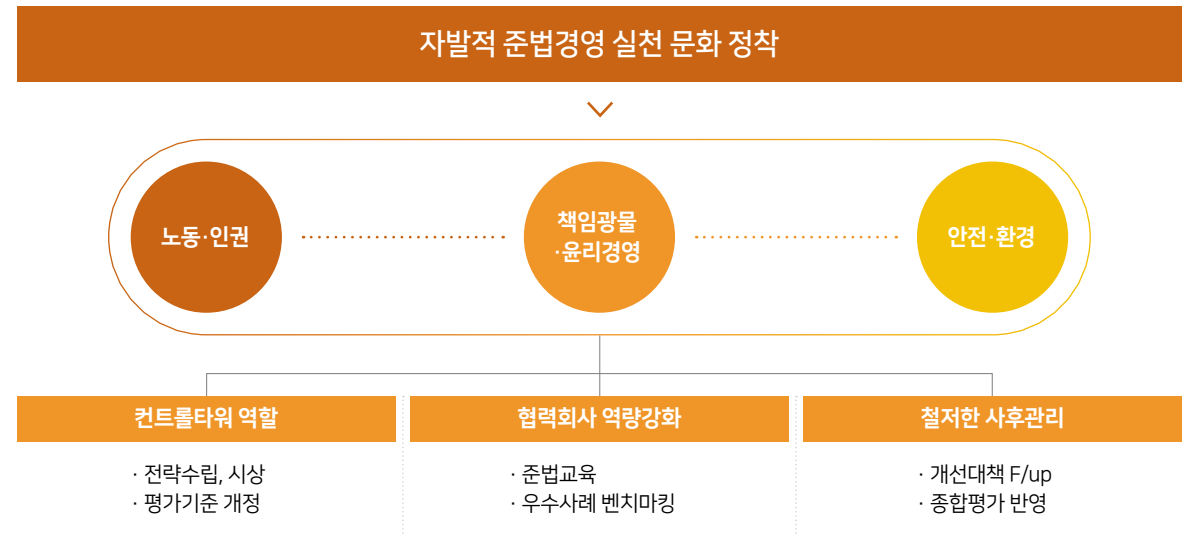 자발적 준법경영 실천 문화 정착
노동·인권
책임광물
·윤리경영
안전·환경
컨트롤타워 역할
· 전략수립, 시상
· 평가기준 개정
협력회사 역량강화
· 준법교육
· 우수사례 벤치마킹
철저한 사후관리
· 개선대책 F/up
· 종합평가 반영